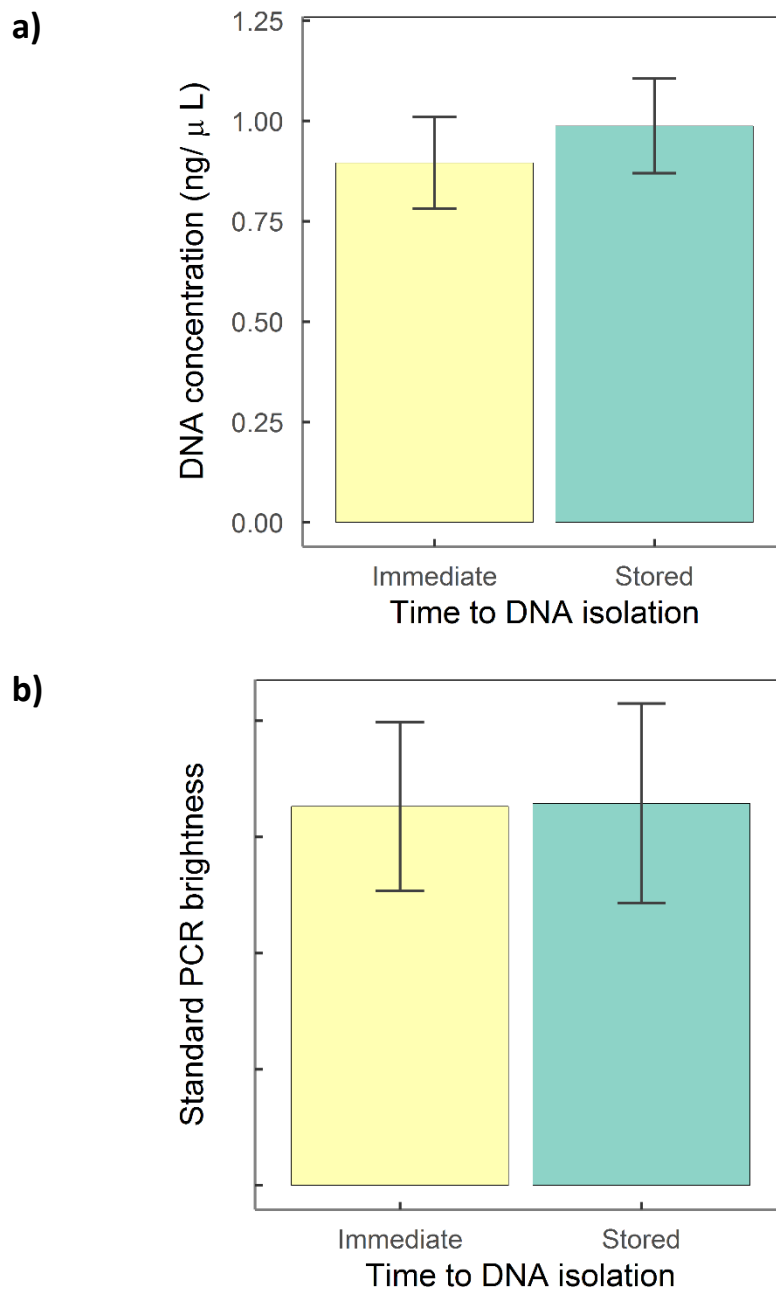 a)
DNA concentration (ng/ μ L)
1.25
1.00
0.75
0.50
0.25
0.00
Immediate Stored
Time to DNA isolation
b)
Standard PCR brightness
Immediate Stored
Time to DNA isolation